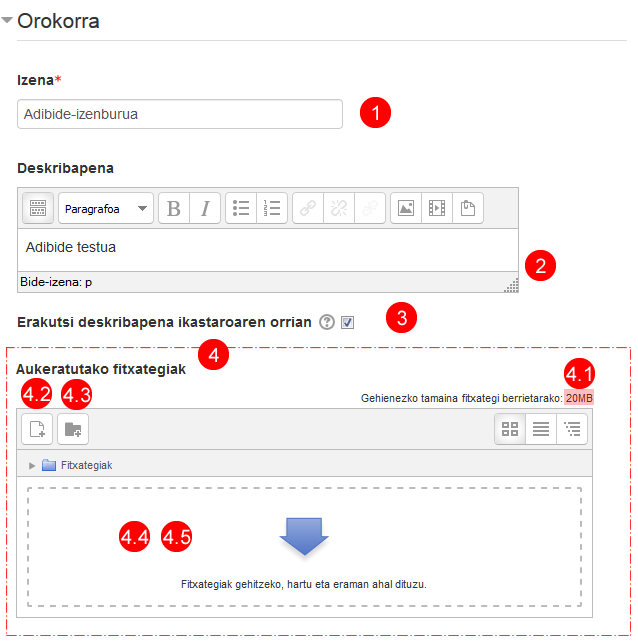 Orokorra
Izena*
Adibide-izenburua
1
Deskribapena
Paragrafoa B I
Adibide testua
2
Bide-izena: p
Erakutsi deskribapena ikastaroaren orrian ? 3
4
Aukeratutako fitxategiak
4.1
4.2 4.3
Gehienezko tamaina fitxategi berrietarako: 20MB
Fitxategiak
4.4 4.5
Fitxategiak gehitzeko, hartu eta eraman ahal dituzu.